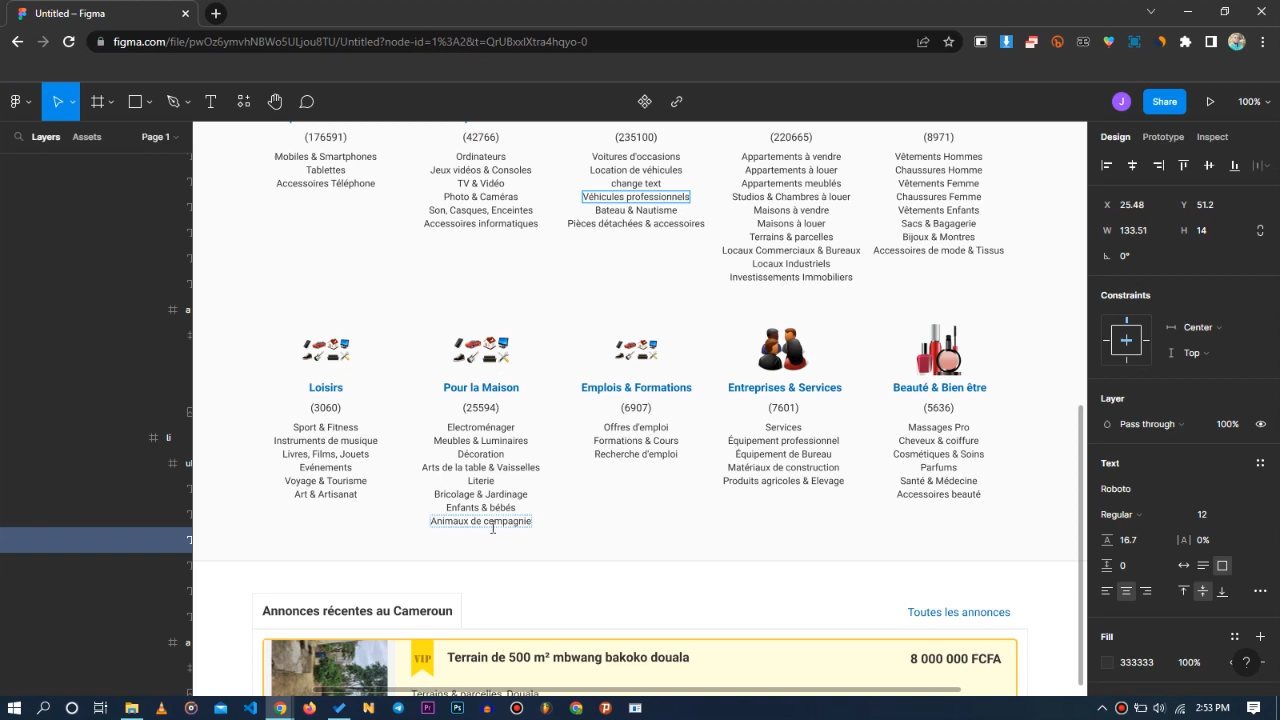 Untitled – Figma
figma.com/file/pwOz6ymvhNBWo5ULjou8TU/Untitled?node-id=1%3A2&t=QrUBxxlXtra4hqyo-0
J
Share
100%
Layers
Assets
Page 1
Design
Prototype
Inspect
(176591)
(42766)
(235100)
(220665)
(8971)
Mobiles & Smartphones
Tablettes
Accessoires Téléphone
Ordinateurs
Jeux vidéos & Consoles
TV & Vidéo
Photo & Caméras
Son, Casques, Enceintes
Accessoires informatiques
Voitures d'occasions
Location de véhicules
change text
Véhicules professionnels
Bateau & Nautisme
Pièces détachées & accessoires
Appartements à vendre
Appartements à louer
Appartements meublés
Studios & Chambres à louer
Maisons à vendre
Maisons à louer
Terrains & parcelles
Locaux Commerciaux & Bureaux
Locaux Industriels
Investissements Immobiliers
Vêtements Hommes
Chaussures Homme
Vêtements Femme
Chaussures Femme
Vêtements Enfants
Sacs & Bagagerie
Bijoux & Montres
Accessoires de mode & Tissus
Loisirs
(3060)
Sport & Fitness
Instruments de musique
Livres, Films, Jouets
Evénements
Voyage & Tourisme
Art & Artisanat
Pour la Maison
(25594)
Electroménager
Meubles & Luminaires
Décoration
Arts de la table & Vaisselles
Literie
Bricolage & Jardinage
Enfants & bébés
Animaux de compagnie
Emplois & Formations
(6907)
Offres d'emploi
Formations & Cours
Recherche d'emploi
Entreprises & Services
(7601)
Services
Équipement professionnel
Équipement de Bureau
Matériaux de construction
Produits agricoles & Elevage
Beauté & Bien être
(5636)
Massages Pro
Cheveux & coiffure
Cosmétiques & Soins
Parfums
Santé & Médecine
Accessoires beauté
Annonces récentes au Cameroun
Toutes les annonces
VIP
Terrain de 500 m² mbwang bakoko douala
8 000 000 FCFA
Terrains & parcelles, Douala
X 25.48
Y 51.2
W 133.51
H 14
0°
Constraints
Center
Top
Layer
Pass through
100%
Text
Roboto
Regular
12
A 16.7
|A| 0%
0
Fill
333333
100%
?
2:53 PM